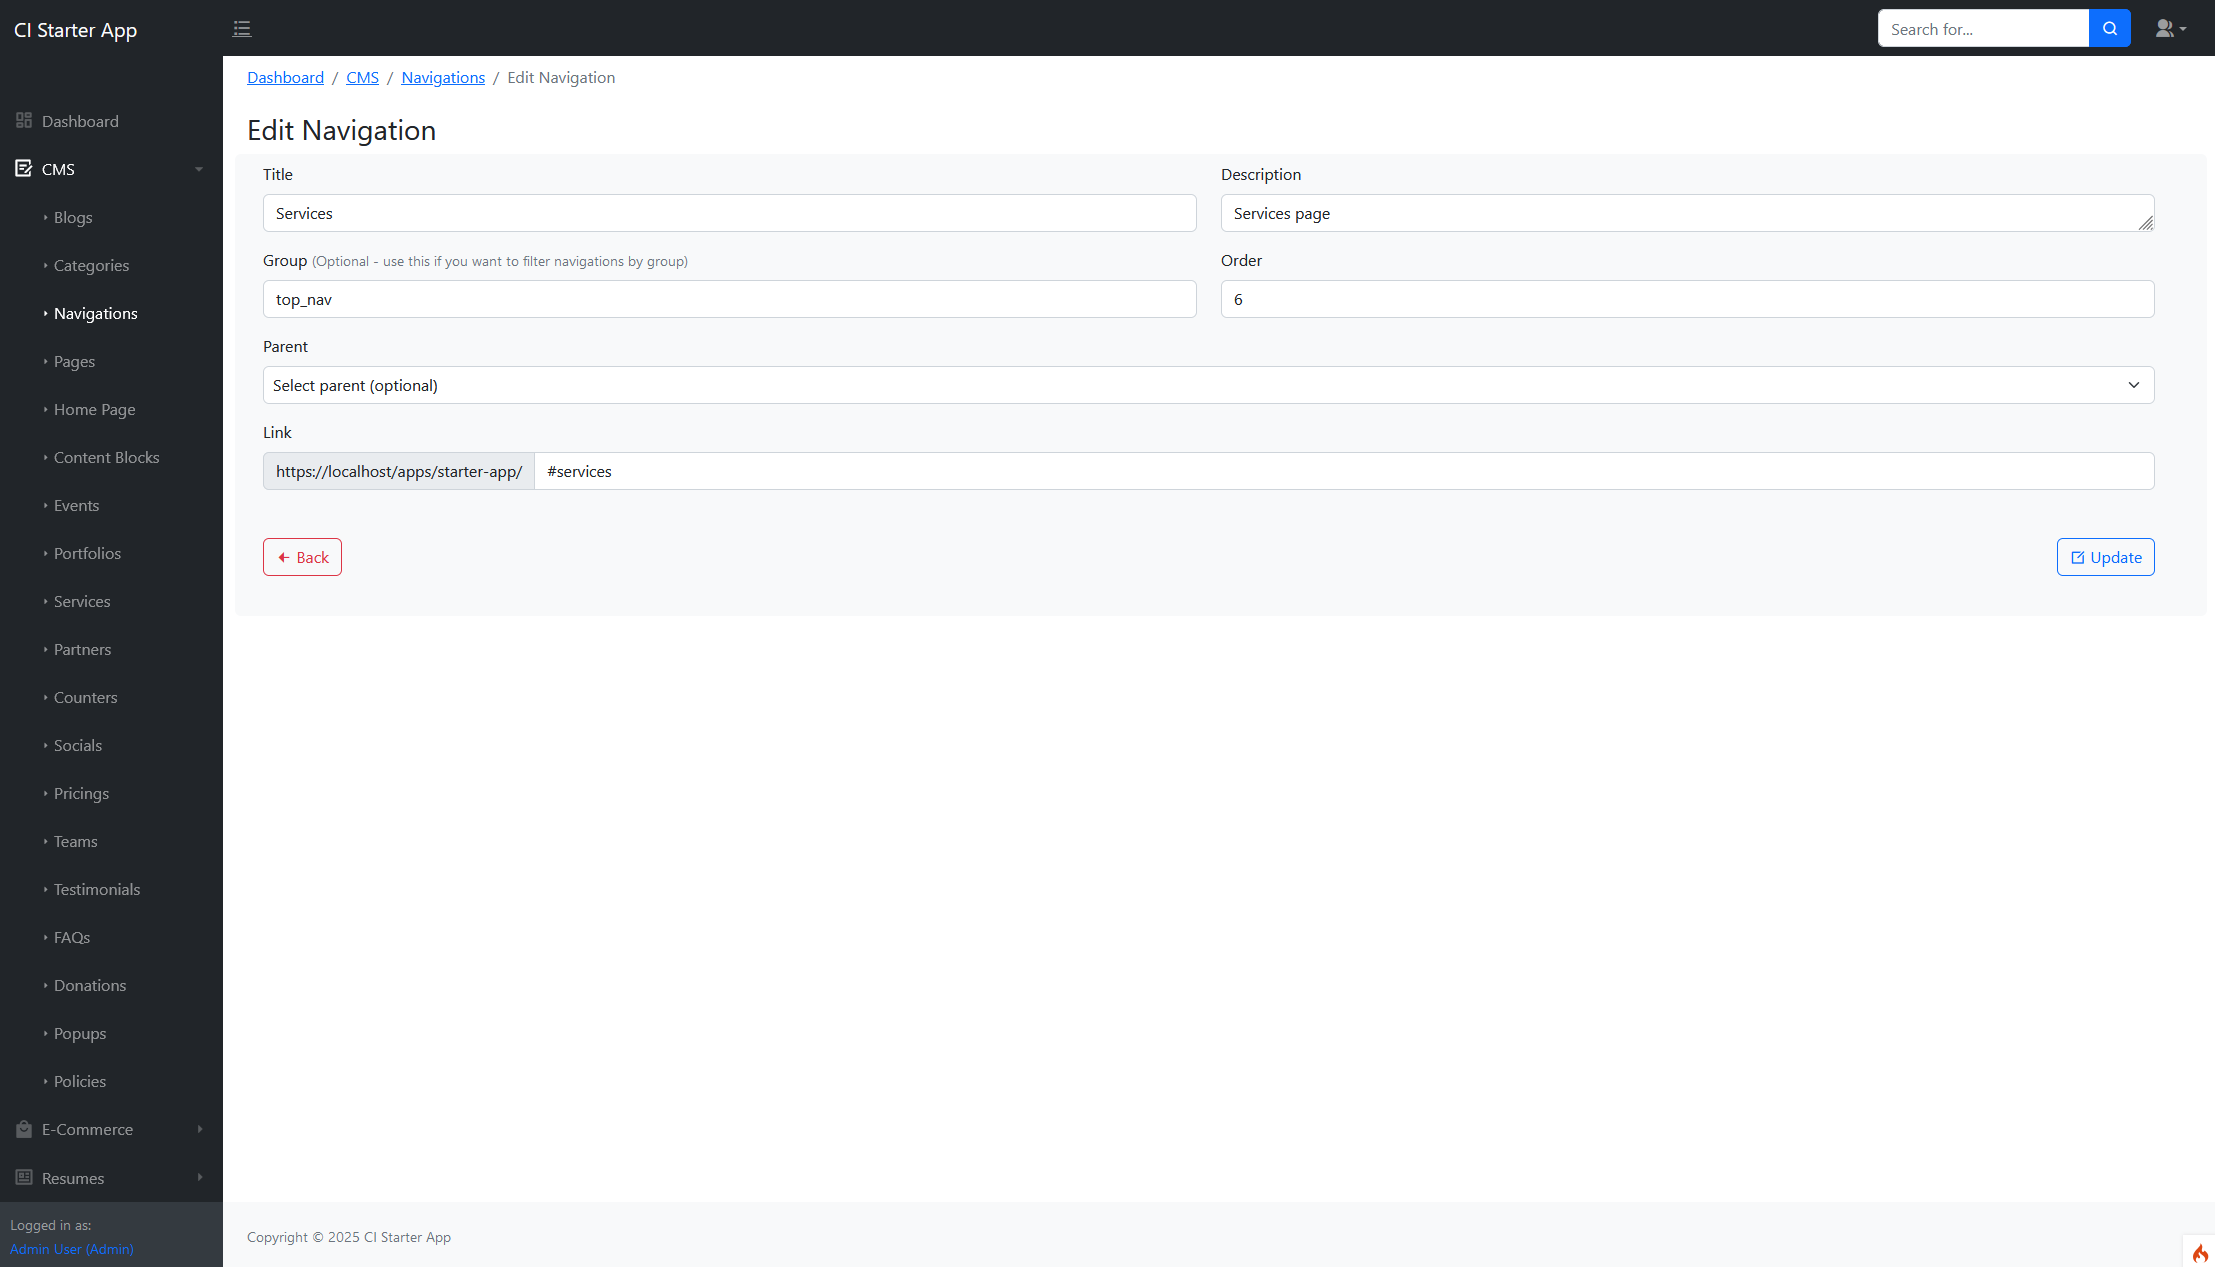 CI Starter App
Search for...
Dashboard
CMS
Blogs
Categories
Navigations
Pages
Home Page
Content Blocks
Events
Portfolios
Services
Partners
Counters
Socials
Pricings
Teams
Testimonials
FAQs
Donations
Popups
Policies
E-Commerce
Resumes
Logged in as:
Admin User (Admin)
Dashboard / CMS / Navigations / Edit Navigation
Edit Navigation
Title
Services
Description
Services page
Group (Optional - use this if you want to filter navigations by group)
top_nav
Order
6
Parent
Select parent (optional)
Link
https://localhost/apps/starter-app/ #services
Back
Update
Copyright © 2025 CI Starter App